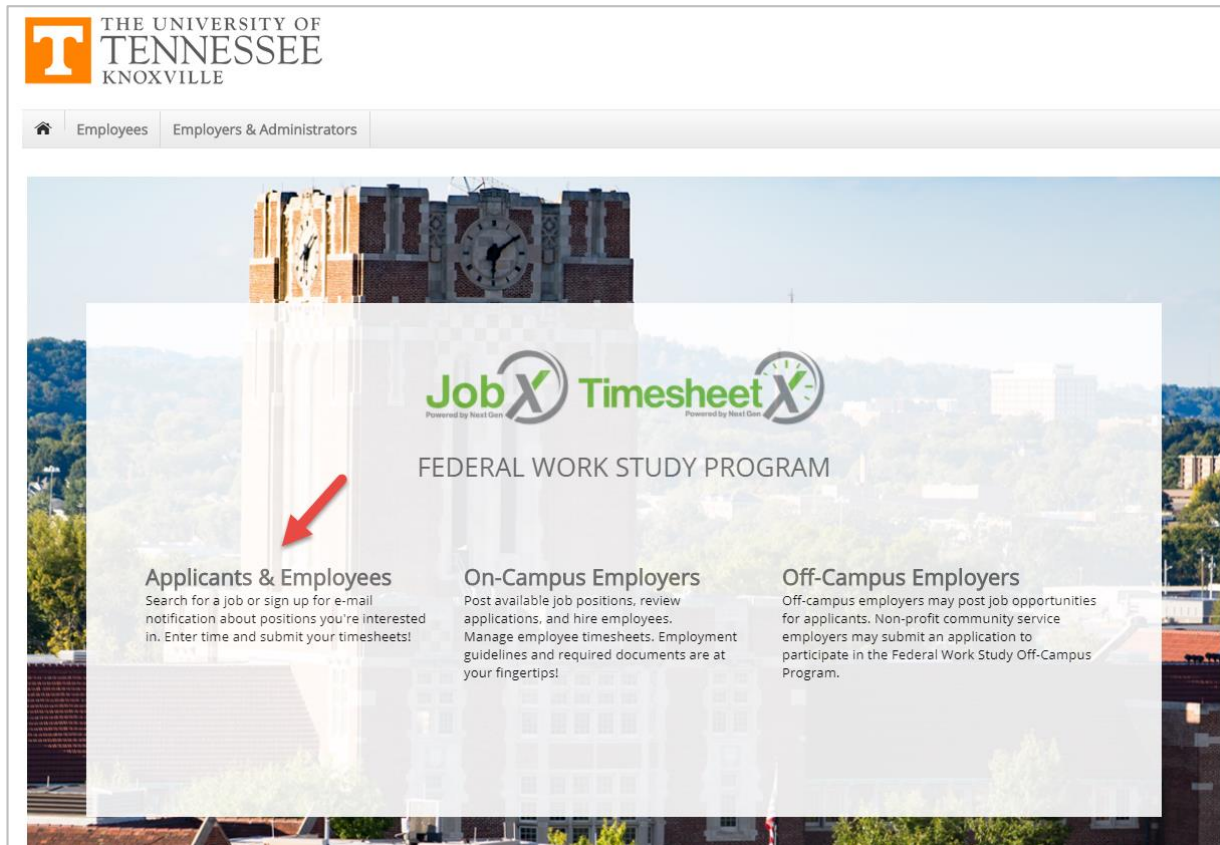 THE UNIVERSITY OF
TENNESSEE
KNOXVILLE
Employees Employers & Administrators
JobX TimesheetX
Powered by Next Gen Powered by Next Gen
FEDERAL WORK STUDY PROGRAM
Applicants & Employees
Search for a job or sign up for e-mail
notification about positions you're interested
in. Enter time and submit your timesheets!
On-Campus Employers
Post available job positions, review
applications, and hire employees.
Manage employee timesheets. Employment
guidelines and required documents are at
your fingertips!
Off-Campus Employers
Off-campus employers may post job opportunities
for applicants. Non-profit community service
employers may submit an application to
participate in the Federal Work Study Off-Campus
Program.